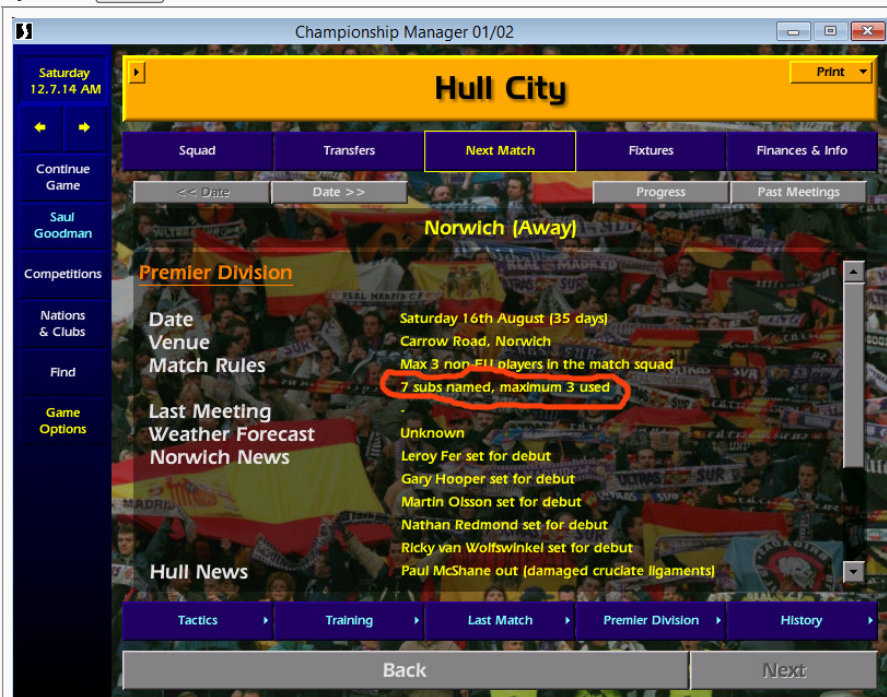 Championship Manager 01/02
Saturday
12.7.14 AM
Hull City
Print
Squad
Transfers
Next Match
Fixtures
Finances & Info
Continue
Game
<< Date
Date >>
Progress
Past Meetings
Saul
Goodman
Norwich (Away)
Competitions
Premier Division
Nations
& Clubs
Date
Saturday 16th August (35 days)
Venue
Carrow Road, Norwich
Match Rules
Max 3 non-EU players in the match squad
Find
7 subs named, maximum 3 used
Game
Options
Last Meeting
-
Weather Forecast
Unknown
Norwich News
Leroy Fer set for debut
Gary Hooper set for debut
Martin Olsson set for debut
Nathan Redmond set for debut
Ricky van Wolfswinkel set for debut
Hull News
Paul McShane out (damaged cruciate ligaments)
Tactics
Training
Last Match
Premier Division
History
Back
Next